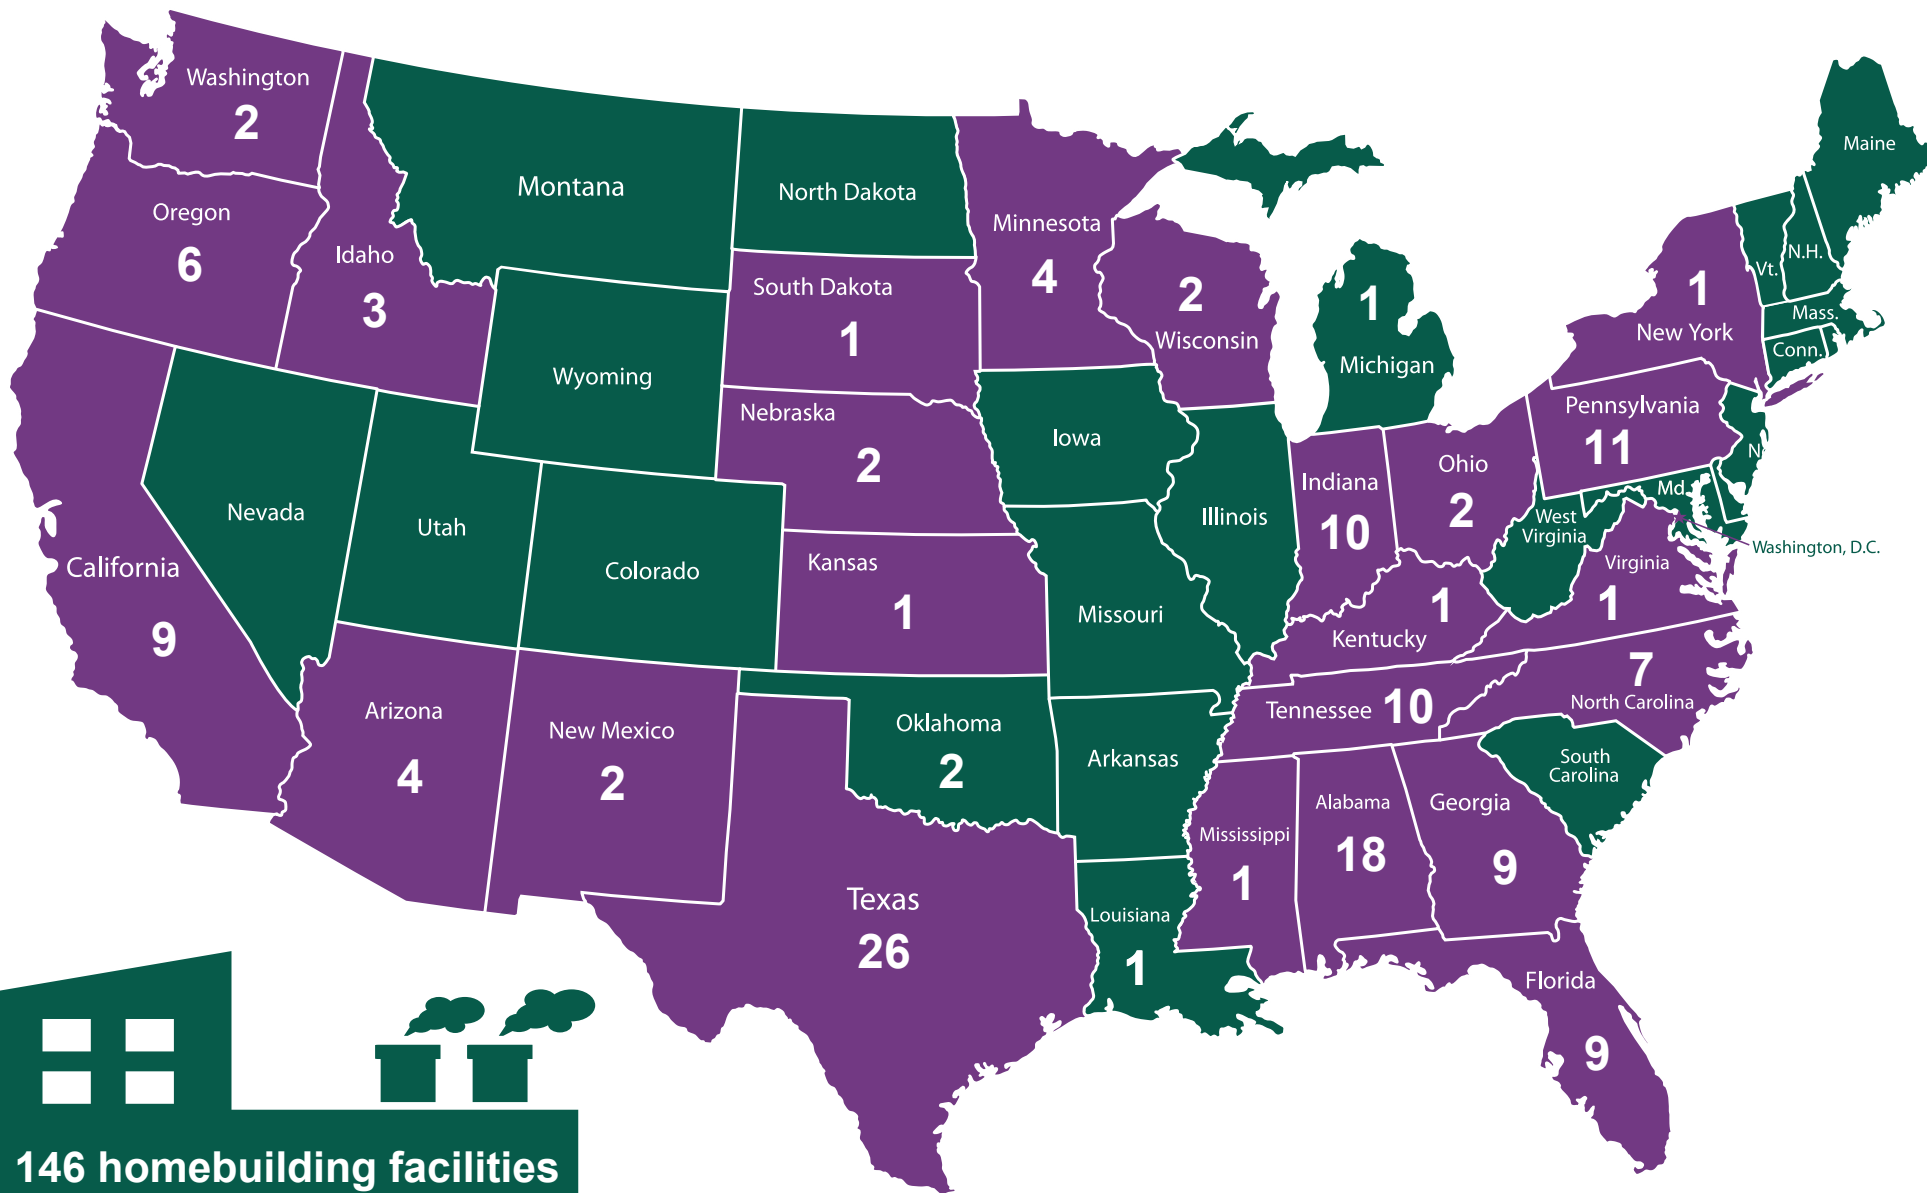 Washington
2
Oregon
6
Idaho
3
Montana
North Dakota
Minnesota
4
South Dakota
1
2
Wisconsin
1
Michigan
Maine
N.H.
Vt.
1
New York
Mass.
Conn.
Wyoming
Nebraska
2
Iowa
Illinois
Indiana
10
Ohio
2
Pennsylvania
11
N
Md.
West
Virginia
Washington, D.C.
Virginia
1
Nevada
Utah
Colorado
Kansas
1
Missouri
1
Kentucky
California
9
7
North Carolina
Tennessee 10
Arizona
4
New Mexico
2
Oklahoma
2
Arkansas
South
Carolina
Mississippi
1
Alabama
18
Georgia
9
Texas
26
Louisiana
1
Florida
9
146 homebuilding facilities